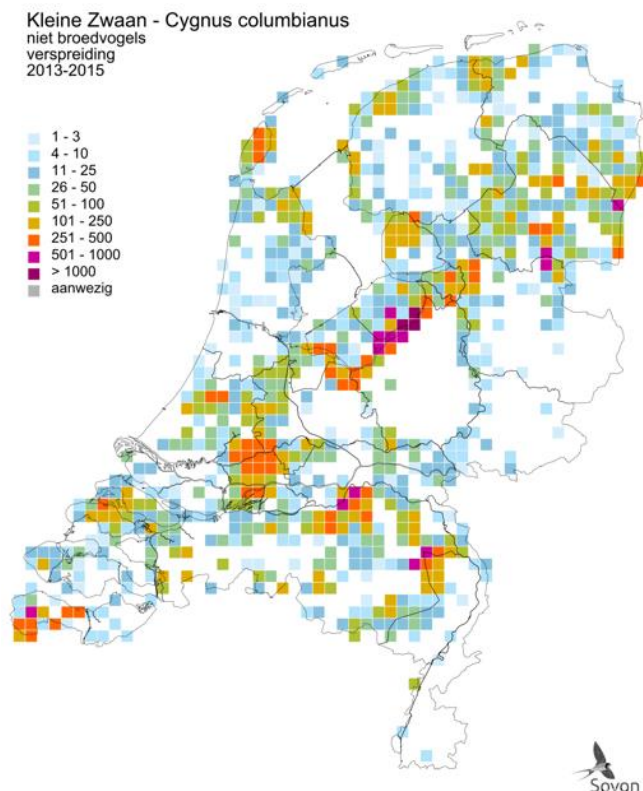 Kleine Zwaan - Cygnus columbianus
niet broedvogels
verspreiding
2013-2015
1 - 3
4 - 10
11 - 25
26 - 50
51 - 100
101 - 250
251 - 500
501 - 1000
> 1000
aanwezig
Sovon